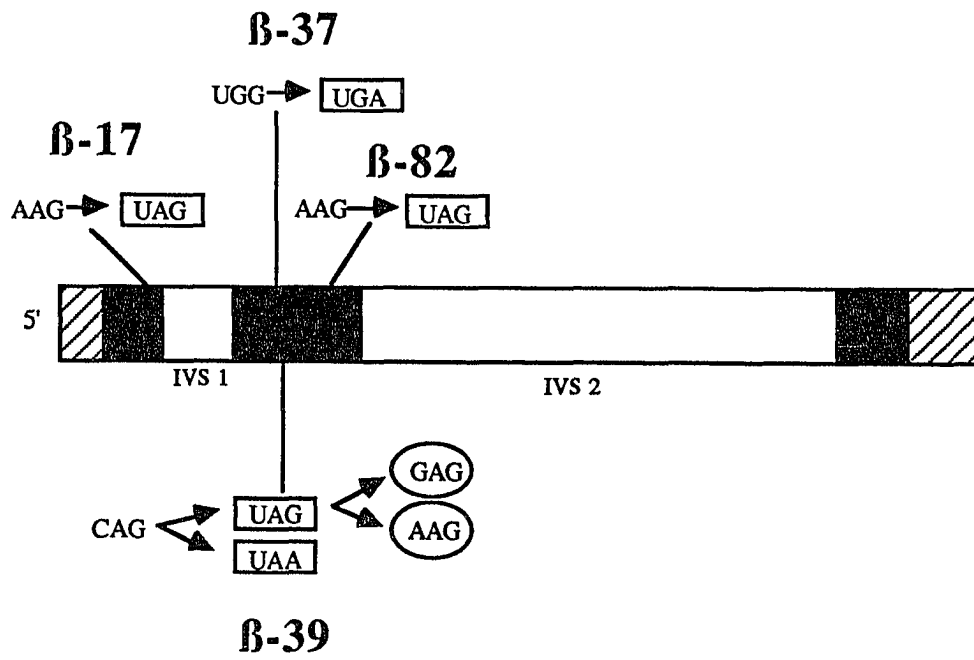 ß-37
UGG UGA
ß-17
ß-82
AAG UAG
AAG UAG
5'
IVS 1
IVS 2
GAG
UAG
CAG
AAG
UAA
ß-39